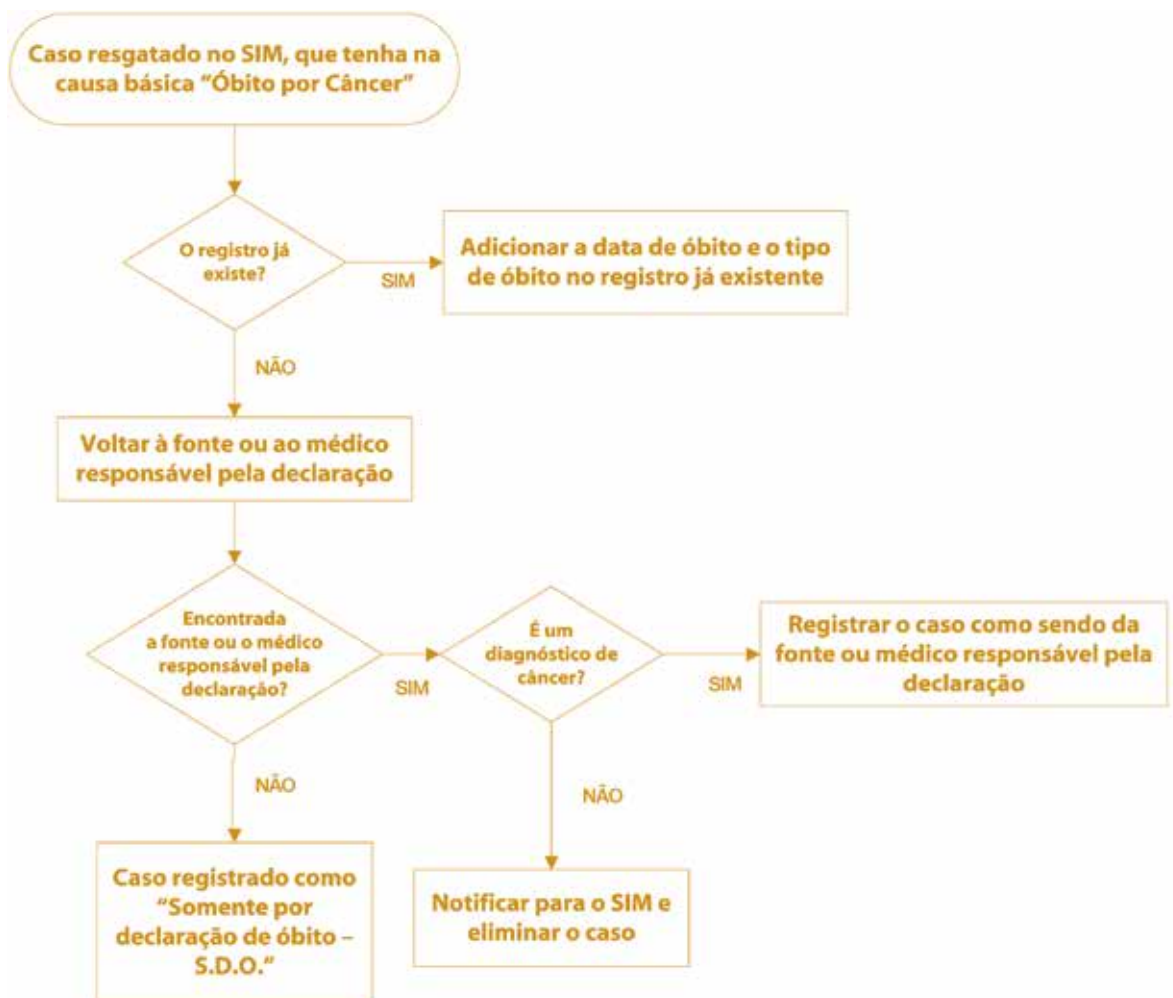 Caso resgatado no SIM, que tenha na
causa básica “Óbito por Câncer”
O registro já
existe?
SIM
Adicionar a data de óbito e o tipo
de óbito no registro já existente
NÃO
Voltar à fonte ou ao médico
responsável pela declaração
Encontrada
a fonte ou o médico
responsável pela
declaração?
SIM
É um
diagnóstico de
câncer?
SIM
Registrar o caso como sendo da
fonte ou médico responsável pela
declaração
NÃO
Caso registrado como
“Somente por
declaração de óbito –
S.D.O.”
NÃO
Notificar para o SIM e
eliminar o caso